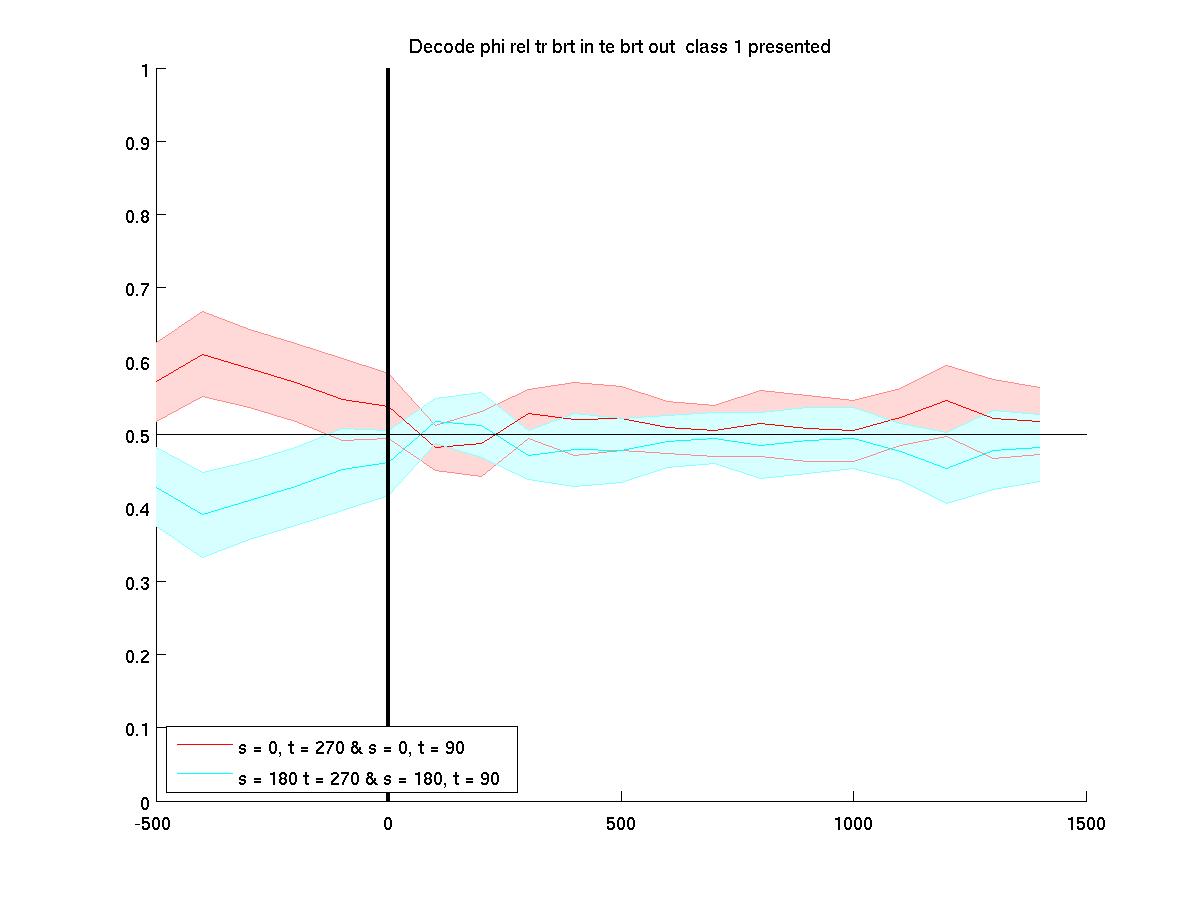 Decode phi rel tr brt in te brt out  class 1 presented
1
0.9
0.8
0.7
0.6
0.5
0.4
0.3
0.2
0.1
0
s = 0, t = 270 & s = 0, t = 90
s = 180 t = 270 & s = 180, t = 90
-500 0 500 1000 1500